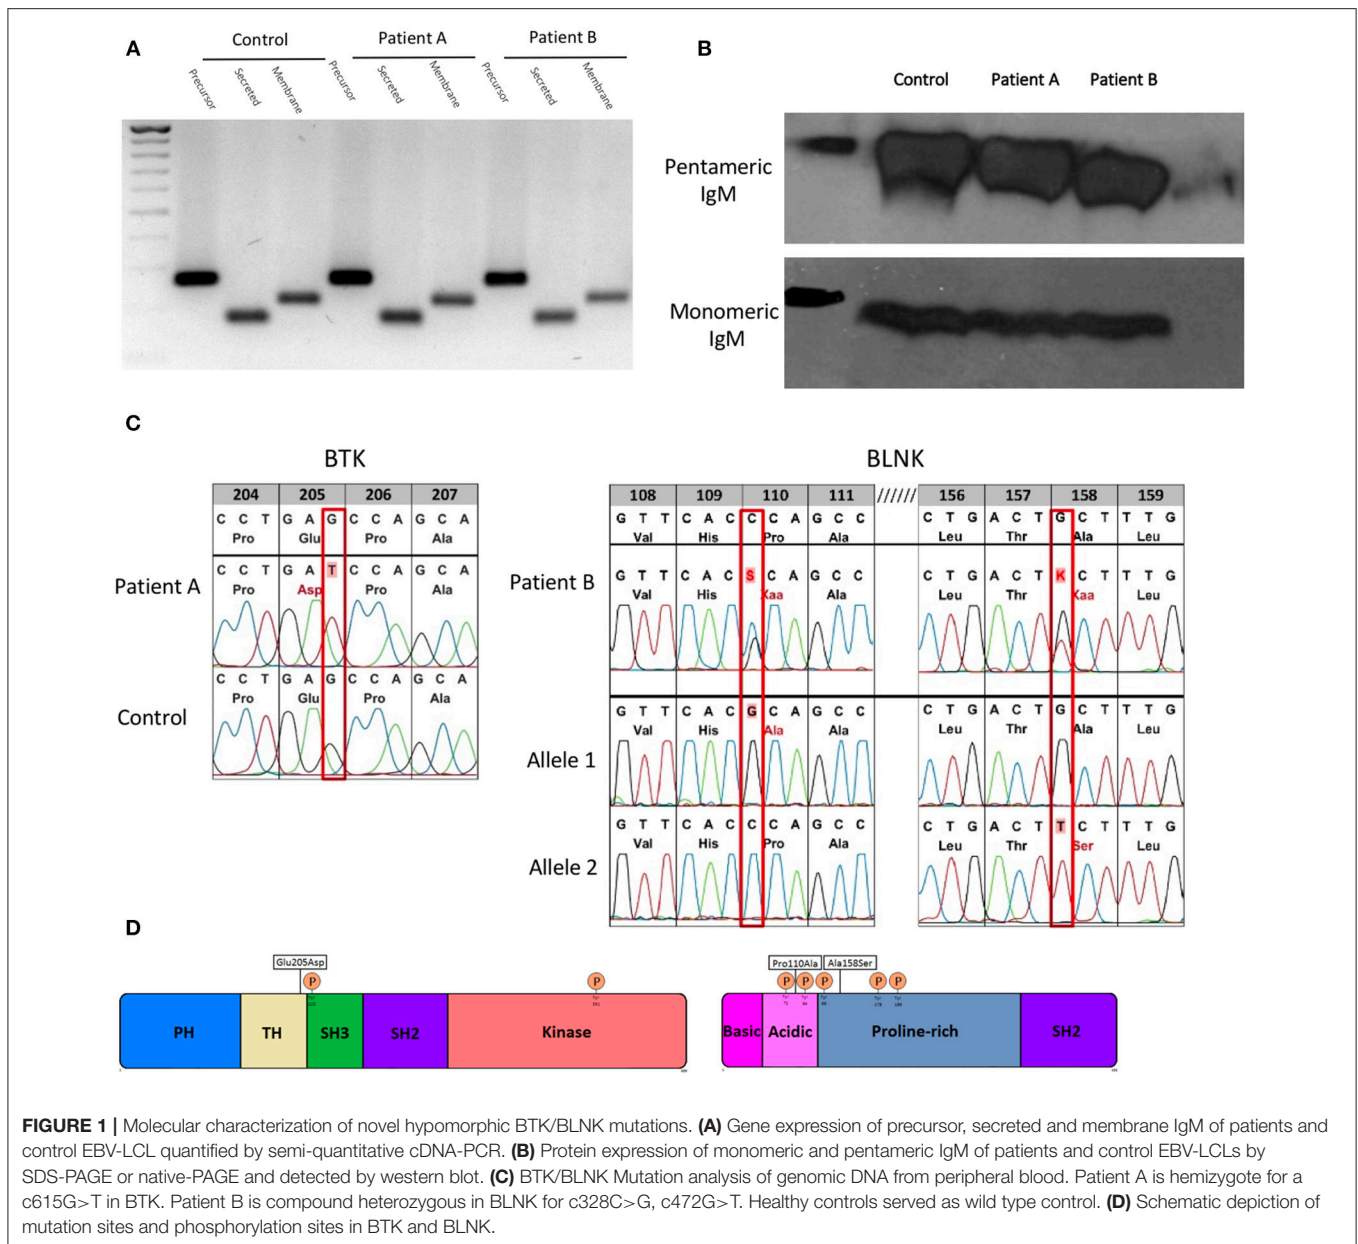 A
Control
Patient A
Patient B
Precursor
Secreted
Membrane
Precursor
Secreted
Membrane
Precursor
Secreted
Membrane
B
Control Patient A Patient B
Pentameric
IgM
Monomeric
IgM
C
BTK
204 205 206 207
C C T G A G C C A G C A
Pro Glu Pro Ala
Patient A
C C T G A T C C A G C A
Pro Asp Pro Ala
Control
C C T G A G C C A G C A
Pro Glu Pro Ala
BLNK
108 109 110 111 ////// 156 157 158 159
G T T C A C C C A G C C C T G A C T G C T T T G
Val His Pro Ala Leu Thr Ala Leu
Patient B
G T T C A C S C A G C C C T G A C T K C T T T G
Val His Xaa Ala Leu Thr Xaa Leu
Allele 1
G T T C A C G C A G C C C T G A C T G C T T T G
Val His Ala Ala Leu Thr Ala Leu
Allele 2
G T T C A C C C A G C C C T G A C T T C T T T G
Val His Pro Ala Leu Thr Ser Leu
D
Glu205Asp
P P
PH TH SH3 SH2 Kinase
Pro110Ala Ala158Ser
P P P P P
Basic Acidic Proline-rich SH2
FIGURE 1 | Molecular characterization of novel hypomorphic BTK/BLNK mutations. (A) Gene expression of precursor, secreted and membrane IgM of patients and
control EBV-LCL quantified by semi-quantitative cDNA-PCR. (B) Protein expression of monomeric and pentameric IgM of patients and control EBV-LCLs by
SDS-PAGE or native-PAGE and detected by western blot. (C) BTK/BLNK Mutation analysis of genomic DNA from peripheral blood. Patient A is hemizygote for a
c615G>T in BTK. Patient B is compound heterozygous in BLNK for c328C>G, c472G>T. Healthy controls served as wild type control. (D) Schematic depiction of
mutation sites and phosphorylation sites in BTK and BLNK.